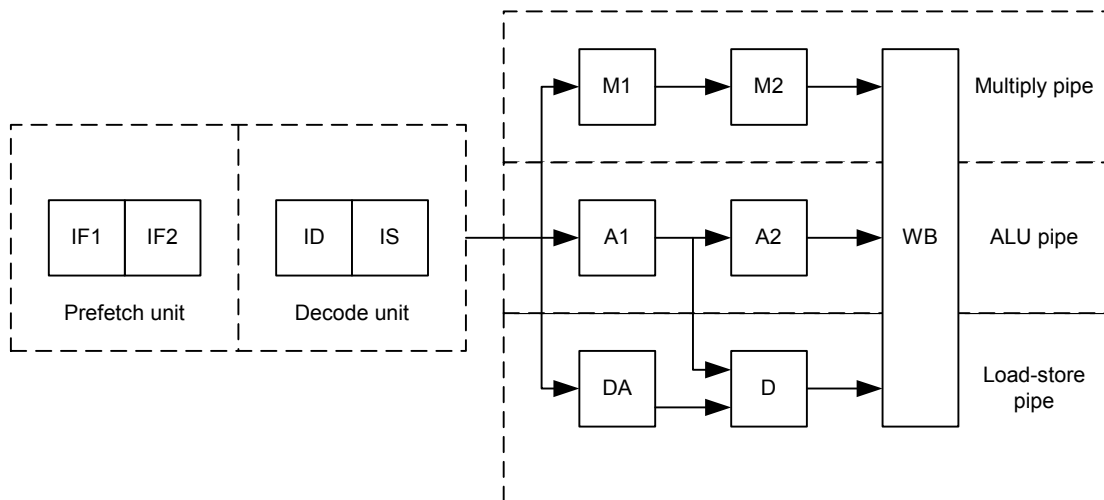 M1
M2
Multiply pipe
IF1
IF2
ID
IS
A1
A2
WB
ALU pipe
Prefetch unit
Decode unit
DA
D
Load-store
pipe